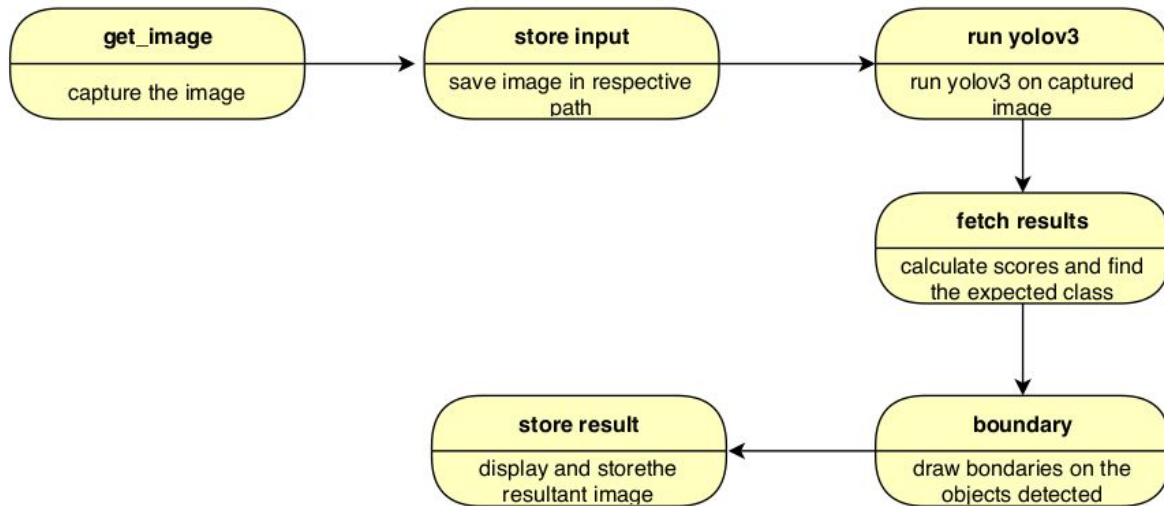 get_image
capture the image
store input
save image in respective
path
run yolov3
run yolov3 on captured
image
fetch results
calculate scores and find
the expected class
boundary
draw bondaries on the
objects detected
store result
display and storethe
resultant image